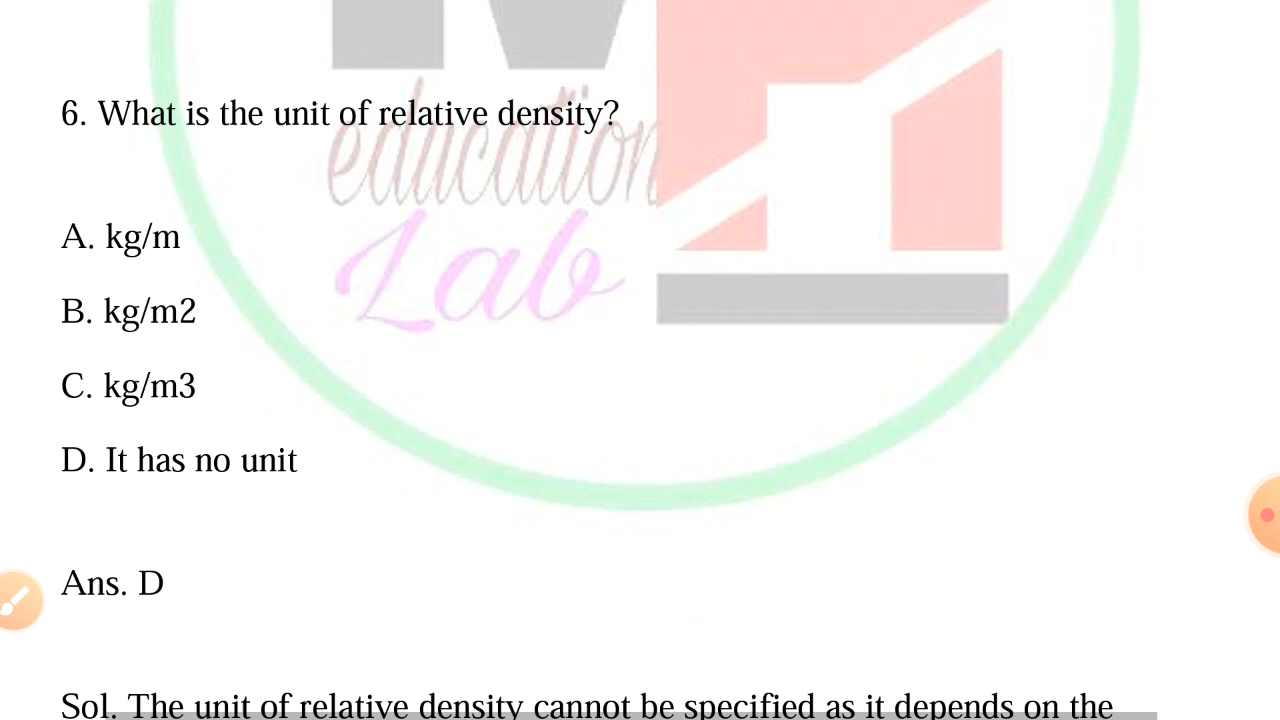 6. What is the unit of relative density?
education
Lab
A. kg/m
B. kg/m2
C. kg/m3
D. It has no unit
Ans. D
Sol. The unit of relative density cannot be specified as it depends on the